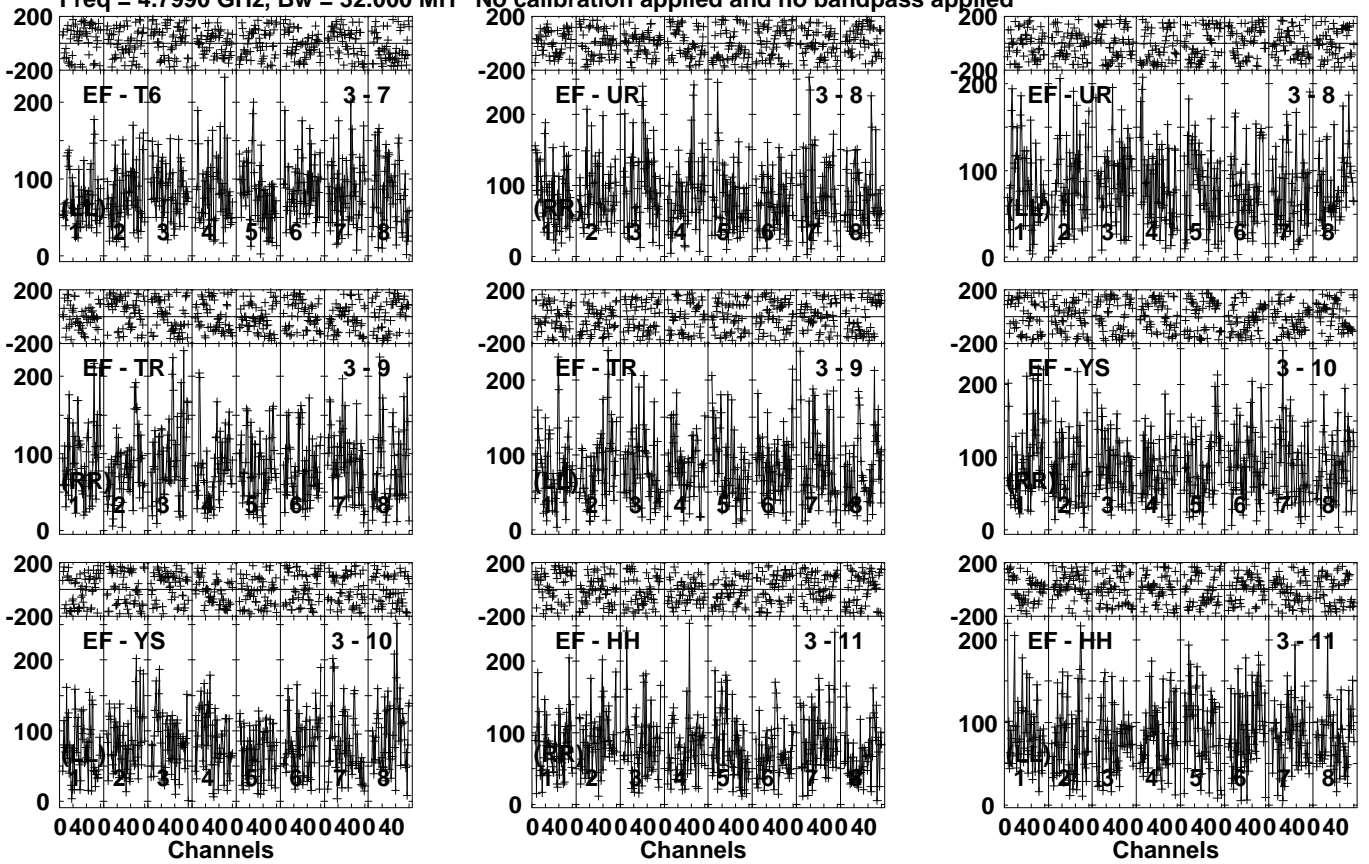 Freq = 4.7990 GHz, Bw = 32.000 MH No calibration applied and no bandpass applied
200 200 200
-200 -200 -200
EF - T6 3 - 7 EF - UR 3 - 8 EF - UR 3 - 8
200 200 200
100 100 100
(LL) (RR) (LL)
1 2 3 4 5 6 7 8 1 2 3 4 5 6 7 8 1 2 3 4 5 6 7 8
0 0 0
200 200 200
-200 -200 -200
EF - TR 3 - 9 EF - TR 3 - 9 EF - YS 3 - 10
200 200 200
100 100 100
(RR) (LL) (RR)
1 2 3 4 5 6 7 8 1 2 3 4 5 6 7 8 1 2 3 4 5 6 7 8
0 0 0
200 200 200
-200 -200 -200
EF - YS 3 - 10 EF - HH 3 - 11 EF - HH 3 - 11
200 200 200
100 100 100
(LL) (RR) (LL)
1 2 3 4 5 6 7 8 1 2 3 4 5 6 7 8 1 2 3 4 5 6 7 8
0 0 0
0 40 0 40 0 40 0 40 0 40 0 40 0 40 0 40 0 40 0 40 0 40 0 40 0 40 0 40 0 40 0 40 0 40 0 40 0 40 0 40 0 40 0 40 0 40 0 40
Channels Channels Channels